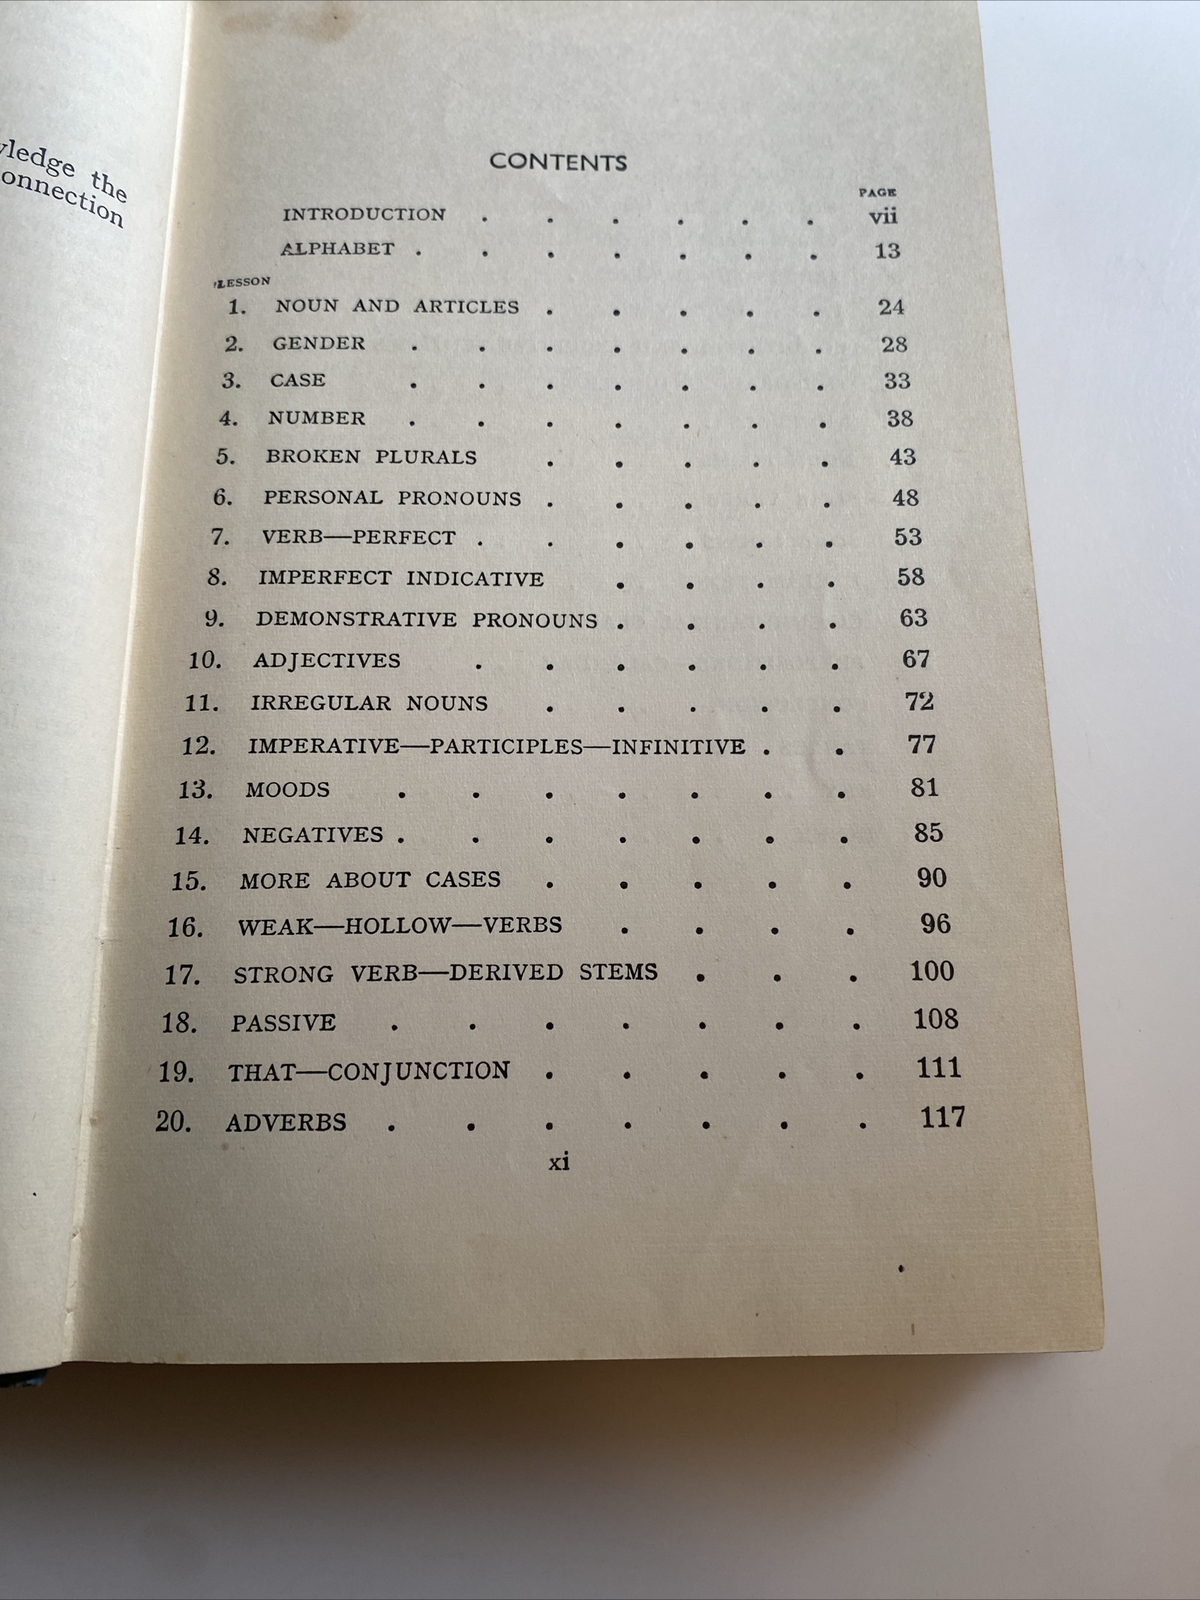 wledge the
onnection
CONTENTS
PAGE
INTRODUCTION . . . . . . vii
ALPHABET . . . . . . . 13
LESSON
1. NOUN AND ARTICLES . . . . . 24
2. GENDER . . . . . . . 28
3. CASE . . . . . . . 33
4. NUMBER . . . . . . . 38
5. BROKEN PLURALS . . . . . 43
6. PERSONAL PRONOUNS . . . . . 48
7. VERB—PERFECT . . . . . . 53
8. IMPERFECT INDICATIVE . . . . 58
9. DEMONSTRATIVE PRONOUNS . . . . 63
10. ADJECTIVES . . . . . . 67
11. IRREGULAR NOUNS . . . . . 72
12. IMPERATIVE—PARTICIPLES—INFINITIVE . . 77
13. MOODS . . . . . . . 81
14. NEGATIVES . . . . . . . 85
15. MORE ABOUT CASES . . . . . 90
16. WEAK—HOLLOW—VERBS . . . . 96
17. STRONG VERB—DERIVED STEMS . . . 100
18. PASSIVE . . . . . . . 108
19. THAT—CONJUNCTION . . . . . 111
20. ADVERBS . . . . . . . 117
xi